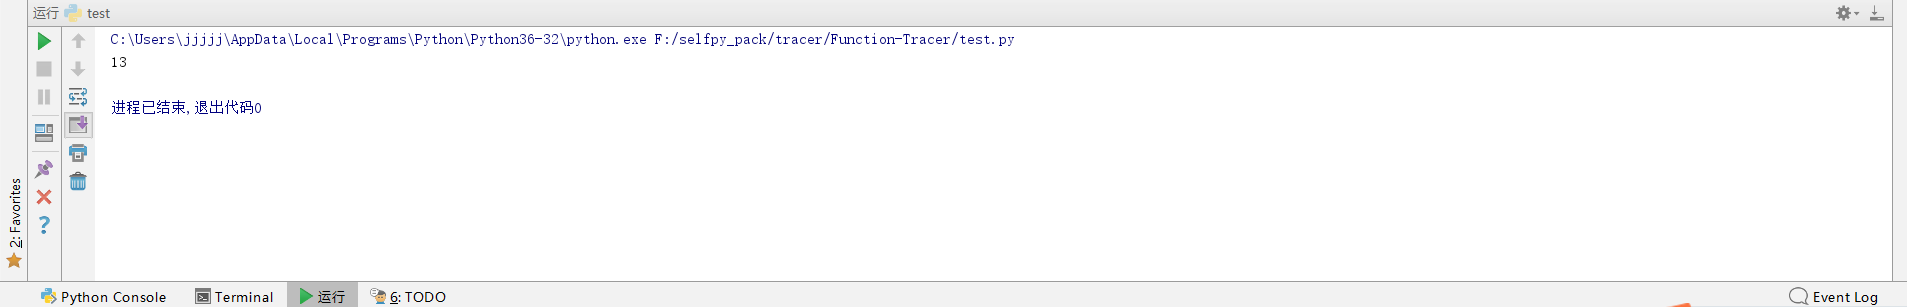 运行 test
C:\Users\jjjjj\AppData\Local\Programs\Python\Python36-32\python.exe F:/selfpy_pack/tracer/Function-Tracer/test.py
13
进程已结束,退出代码0
2: Favorites
Python Console Terminal 运行 6: TODO Event Log